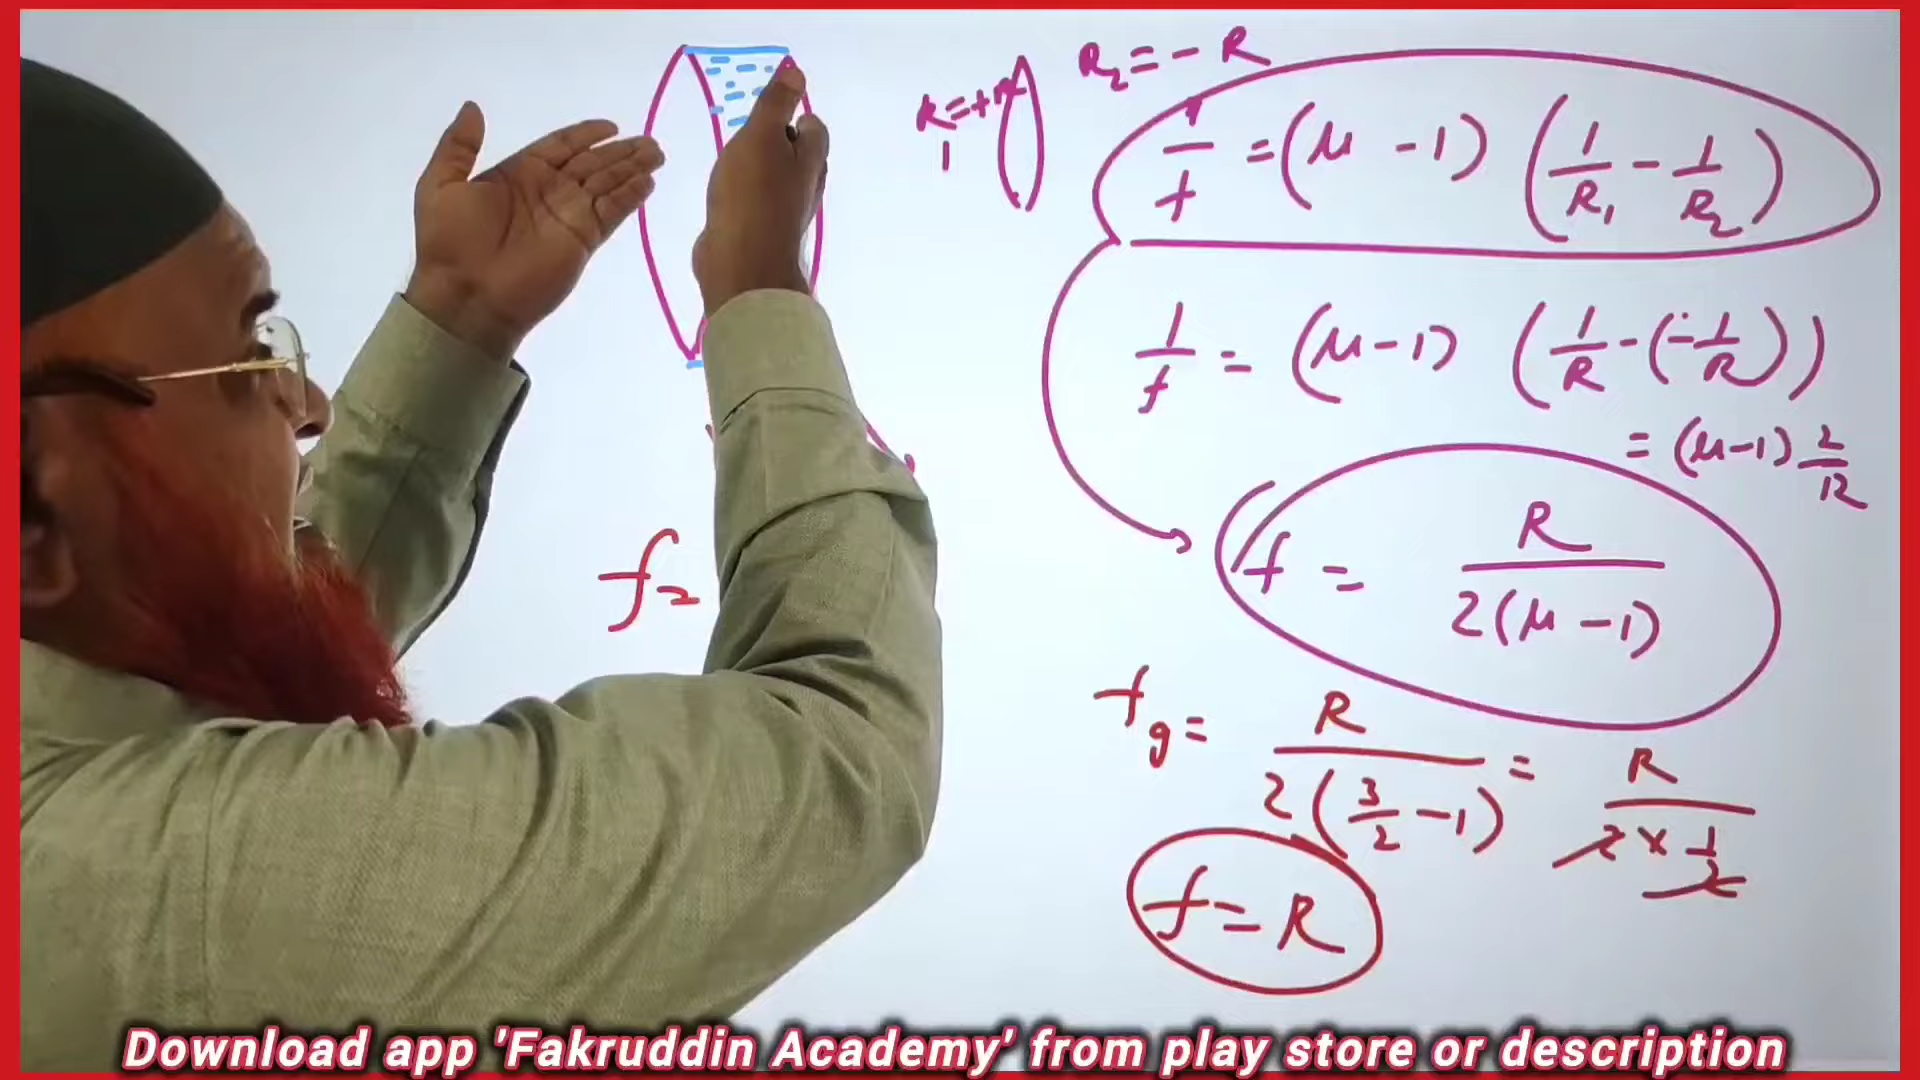 R₁ = +R
R₂ = - R
1/f = (μ - 1) (1/R₁ - 1/R₂)
1/f = (μ - 1) (1/R - (-1/R))
= (μ-1) 2/R
f = R / 2(μ - 1)
f =
f_g = R / 2(3/2 - 1) = R / 2 × 1/2
f = R
Download app 'Fakruddin Academy' from play store or description